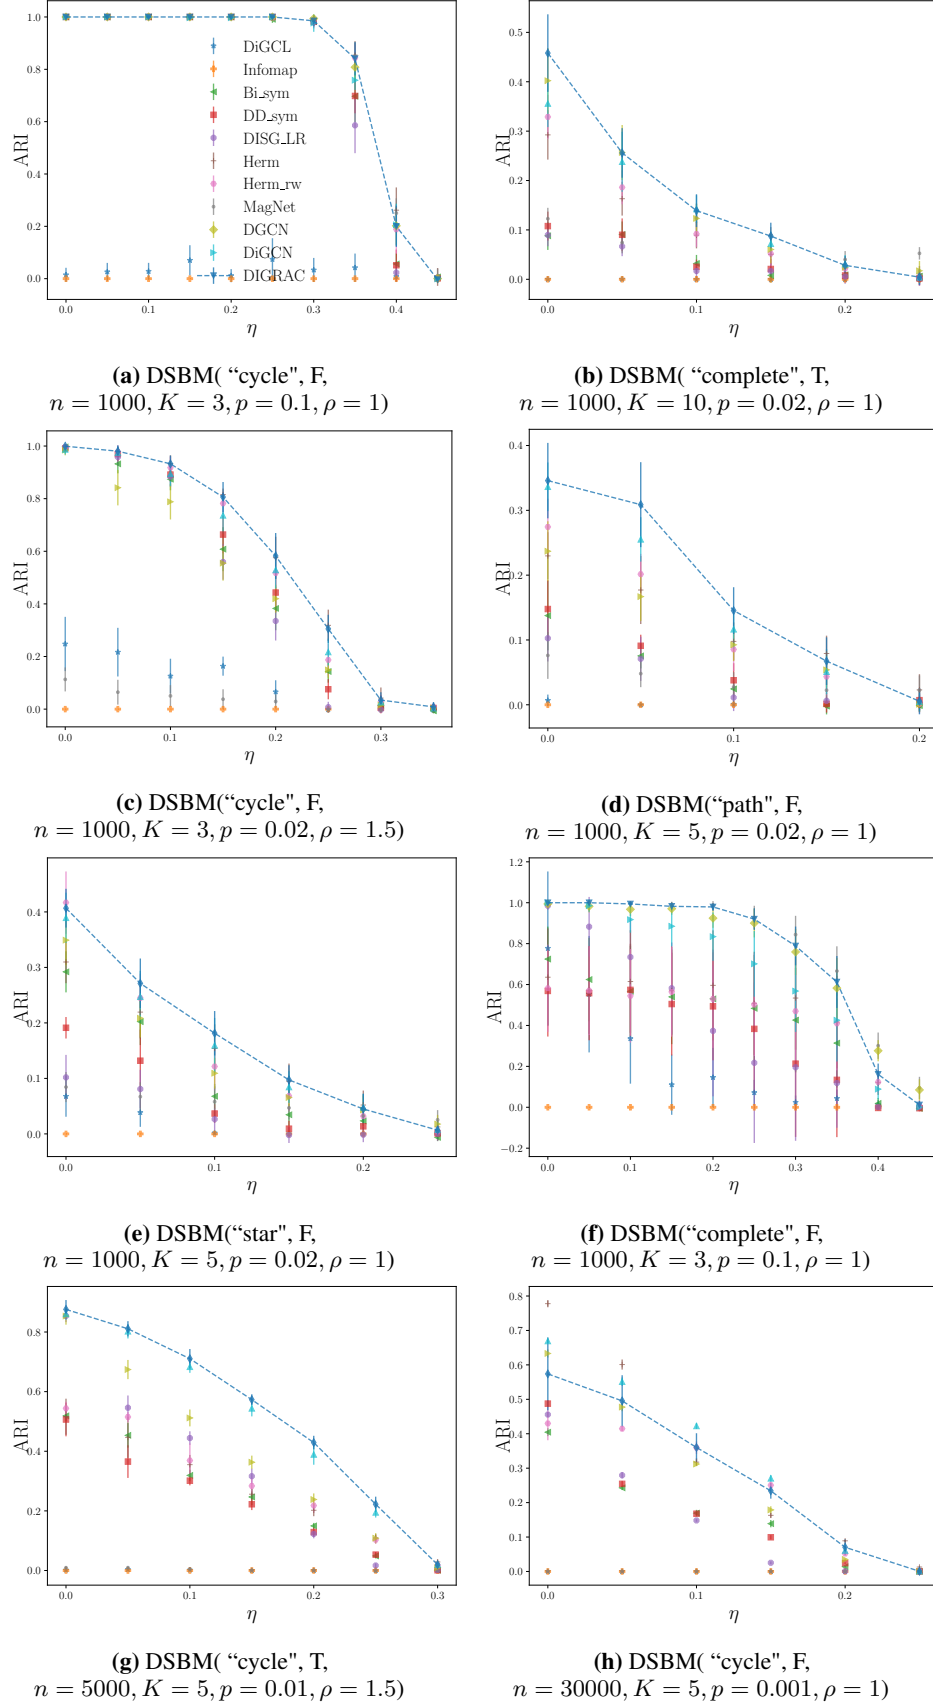 1.0
0.8
0.6
0.4
0.2
0.0
ARI
DiGCL
Infomap
Bi_sym
DD_sym
DISG_LR
Herm
Herm_rw
MagNet
DGCN
DiGCN
DIGRAC
0.0 0.1 0.2 0.3 0.4
η
(a) DSBM( “cycle", F,
n = 1000, K = 3, p = 0.1, ρ = 1)
0.5
0.4
0.3
0.2
0.1
0.0
ARI
0.0 0.1 0.2
η
(b) DSBM( “complete", T,
n = 1000, K = 10, p = 0.02, ρ = 1)
1.0
0.8
0.6
0.4
0.2
0.0
ARI
0.0 0.1 0.2 0.3
η
(c) DSBM(“cycle", F,
n = 1000, K = 3, p = 0.02, ρ = 1.5)
0.4
0.3
0.2
0.1
0.0
ARI
0.0 0.1 0.2
η
(d) DSBM(“path", F,
n = 1000, K = 5, p = 0.02, ρ = 1)
0.4
0.3
0.2
0.1
0.0
ARI
0.0 0.1 0.2
η
(e) DSBM(“star", F,
n = 1000, K = 5, p = 0.02, ρ = 1)
1.2
1.0
0.8
0.6
0.4
0.2
0.0
−0.2
ARI
0.0 0.1 0.2 0.3 0.4
η
(f) DSBM(“complete", F,
n = 1000, K = 3, p = 0.1, ρ = 1)
0.8
0.6
0.4
0.2
0.0
ARI
0.0 0.1 0.2 0.3
η
(g) DSBM( “cycle", T,
n = 5000, K = 5, p = 0.01, ρ = 1.5)
0.8
0.7
0.6
0.5
0.4
0.3
0.2
0.1
0.0
ARI
0.0 0.1 0.2
η
(h) DSBM( “complete", F,
n = 30000, K = 5, p = 0.001, ρ = 1)